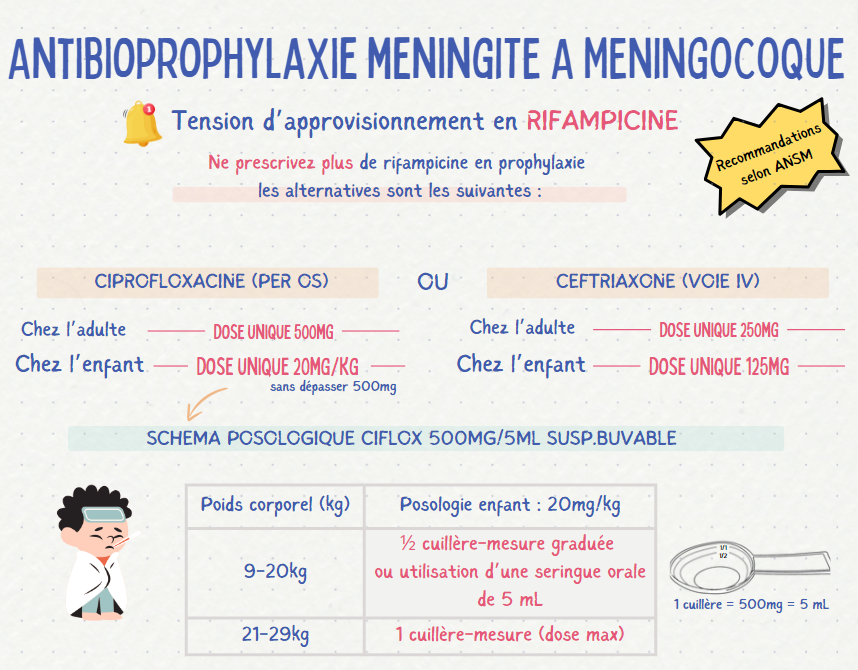 ANTIBIOPROPHYLAXIE MENINGITE A MENINGOCOQUE
1
Tension d'approvisionnement en RIFAMPICINE
Recommandations
selon ANSM
Ne prescrivez plus de rifampicine en prophylaxie
les alternatives sont les suivantes :
CIPROFLOXACINE (PER OS)
OU
CEFTRIAXONE (VOIE IV)
Chez l'adulte DOSE UNIQUE 500MG
Chez l'adulte DOSE UNIQUE 250MG
Chez l'enfant DOSE UNIQUE 20MG/KG
Chez l'enfant DOSE UNIQUE 125MG
sans dépasser 500mg
SCHEMA POSOLOGIQUE CIFLOX 500MG/5ML SUSP.BUVABLE
Poids corporel (kg) Posologie enfant : 20mg/kg
9-20kg
½ cuillère-mesure graduée
ou utilisation d'une seringue orale
de 5 mL
21-29kg 1 cuillère-mesure (dose max)
1/1
1/2
1 cuillère = 500mg = 5 mL